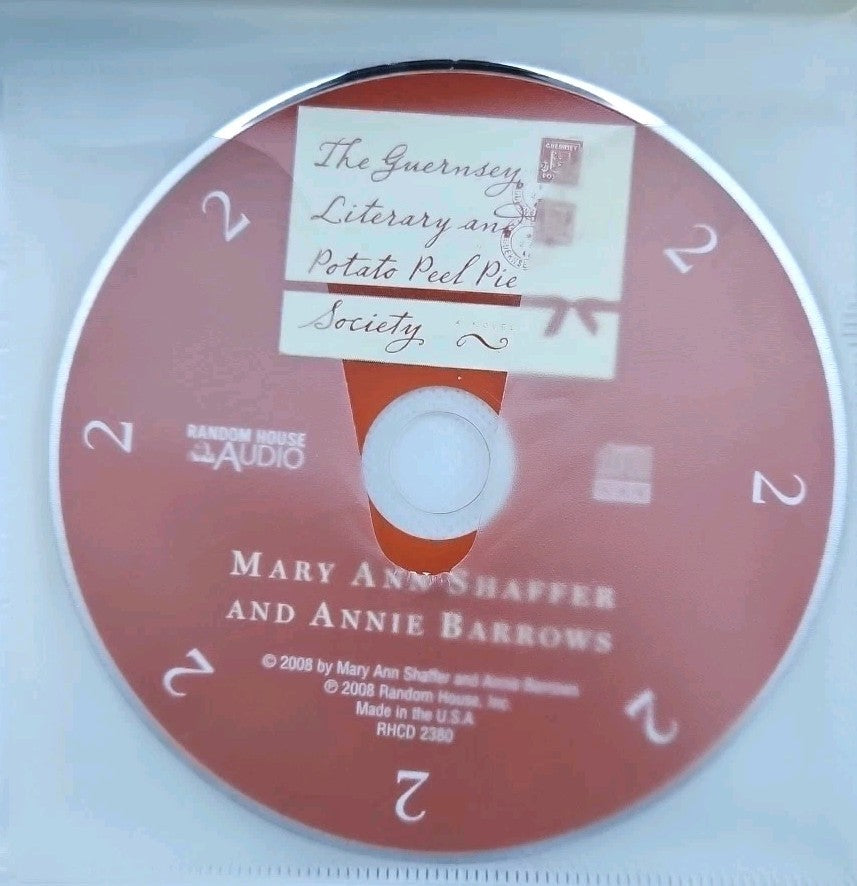 The Guernsey
Literary and
Potato Peel Pie
Society
A NOVEL
GUERNSEY
2
2
2
2
RANDOM HOUSE
AUDIO
MARY ANN SHAFFER
AND ANNIE BARROWS
© 2008 by Mary Ann Shaffer and Annie Barrows
℗ 2008 Random House, Inc.
Made in the U.S.A
RHCD 2380
2
2
2